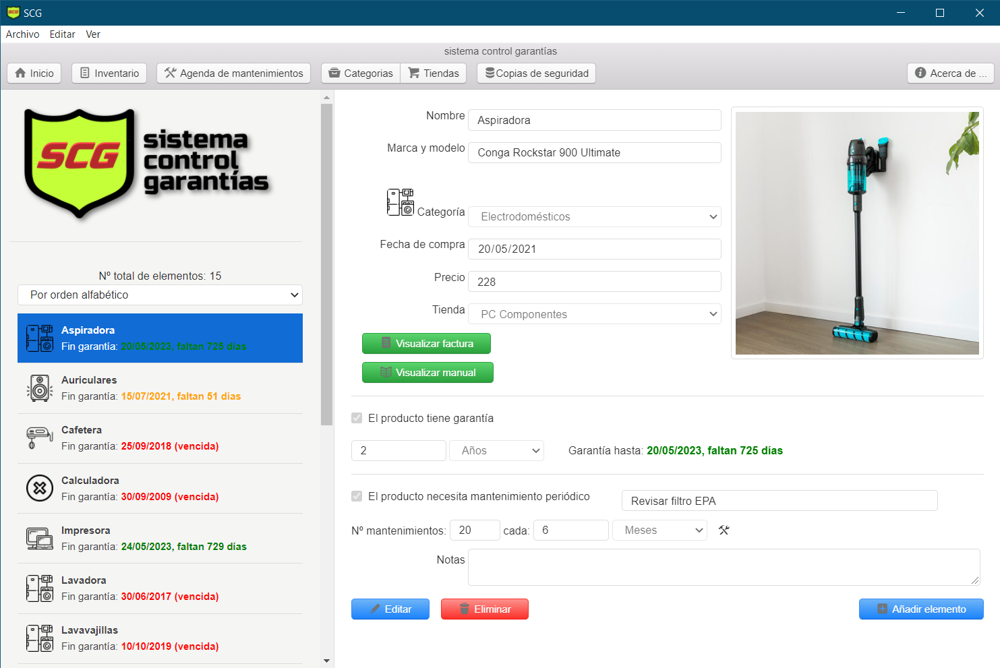 SCG
Archivo Editar Ver
sistema control garantías
Inicio Inventario Agenda de mantenimientos Categorias Tiendas Copias de seguridad Acerca de ...
SCG sistema
control
garantías
Nº total de elementos: 15
Por orden alfabético
Aspiradora
Fin garantía: 20/05/2023, faltan 725 días
Auriculares
Fin garantía: 15/07/2021, faltan 51 días
Cafetera
Fin garantía: 25/09/2018 (vencida)
Calculadora
Fin garantía: 30/09/2009 (vencida)
Impresora
Fin garantía: 24/05/2023, faltan 729 días
Lavadora
Fin garantía: 30/06/2017 (vencida)
Lavavajillas
Fin garantía: 10/10/2019 (vencida)
Nombre Aspiradora
Marca y modelo Conga Rockstar 900 Ultimate
Categoría Electrodomésticos
Fecha de compra 20/05/2021
Precio 228
Tienda PC Componentes
Visualizar factura
Visualizar manual
El producto tiene garantía
2 Años Garantía hasta: 20/05/2023, faltan 725 días
El producto necesita mantenimiento periódico Revisar filtro EPA
Nº mantenimientos: 20 cada: 6 Meses
Notas
Editar Eliminar Añadir elemento